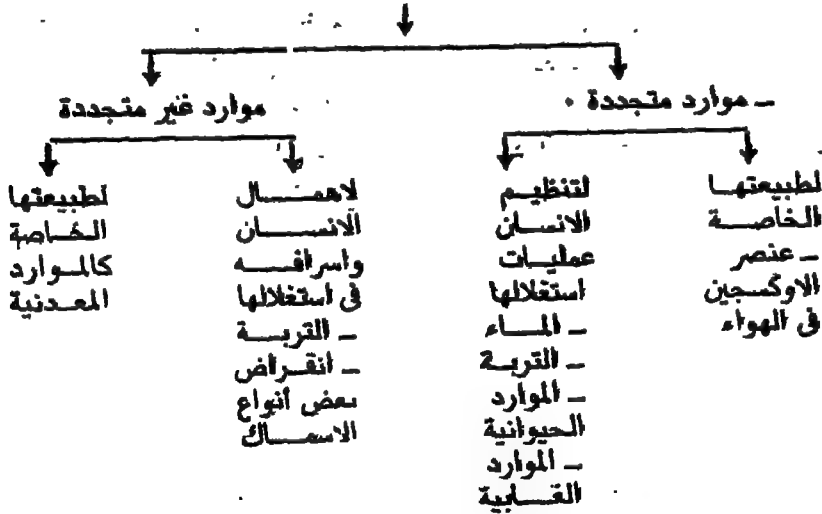 ـ موارد متجددة
موارد غير متجددة
لطبيعتها
الخاصة
ـ عنصر
الاوكسجين
فى الهواء
لتنظيم
الانسان
عمليات
استغلالها
ـ الماء
ـ التربة
ـ الموارد
الحيوانية
ـ الموارد
الغابية
لاهمال
الانسان
واسرافه
فى استغلالها
ـ التربة
ـ انقراض
بعض أنواع
الاسماك
لطبيعتها
الخاصة
كالموارد
المعدنية